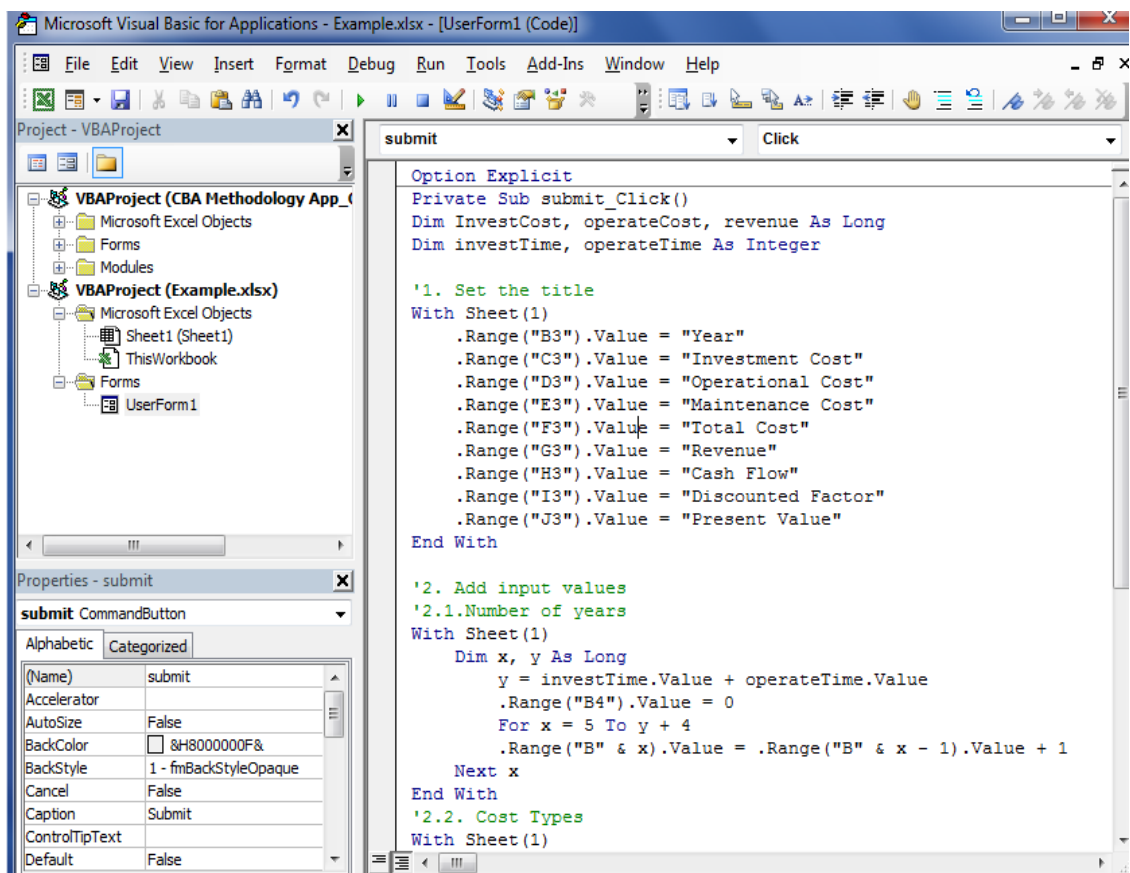 Microsoft Visual Basic for Applications - Example.xlsx - [UserForm1 (Code)]
File Edit View Insert Format Debug Run Tools Add-Ins Window Help
Project - VBAProject
VBAProject (CBA Methodology App_(
Microsoft Excel Objects
Forms
Modules
VBAProject (Example.xlsx)
Microsoft Excel Objects
Sheet1 (Sheet1)
ThisWorkbook
Forms
UserForm1
Properties - submit
submit CommandButton
Alphabetic Categorized
(Name) submit
Accelerator
AutoSize False
BackColor &H8000000F&
BackStyle 1 - fmBackStyleOpaque
Cancel False
Caption Submit
ControlTipText
Default False
submit Click
Option Explicit
Private Sub submit_Click()
Dim InvestCost, operateCost, revenue As Long
Dim investTime, operateTime As Integer
'1. Set the title
With Sheet(1)
.Range("B3").Value = "Year"
.Range("C3").Value = "Investment Cost"
.Range("D3").Value = "Operational Cost"
.Range("E3").Value = "Maintenance Cost"
.Range("F3").Value = "Total Cost"
.Range("G3").Value = "Revenue"
.Range("H3").Value = "Cash Flow"
.Range("I3").Value = "Discounted Factor"
.Range("J3").Value = "Present Value"
End With
'2. Add input values
'2.1.Number of years
With Sheet(1)
Dim x, y As Long
y = investTime.Value + operateTime.Value
.Range("B4").Value = 0
For x = 5 To y + 4
.Range("B" & x).Value = .Range("B" & x - 1).Value + 1
Next x
End With
'2.2. Cost Types
With Sheet(1)